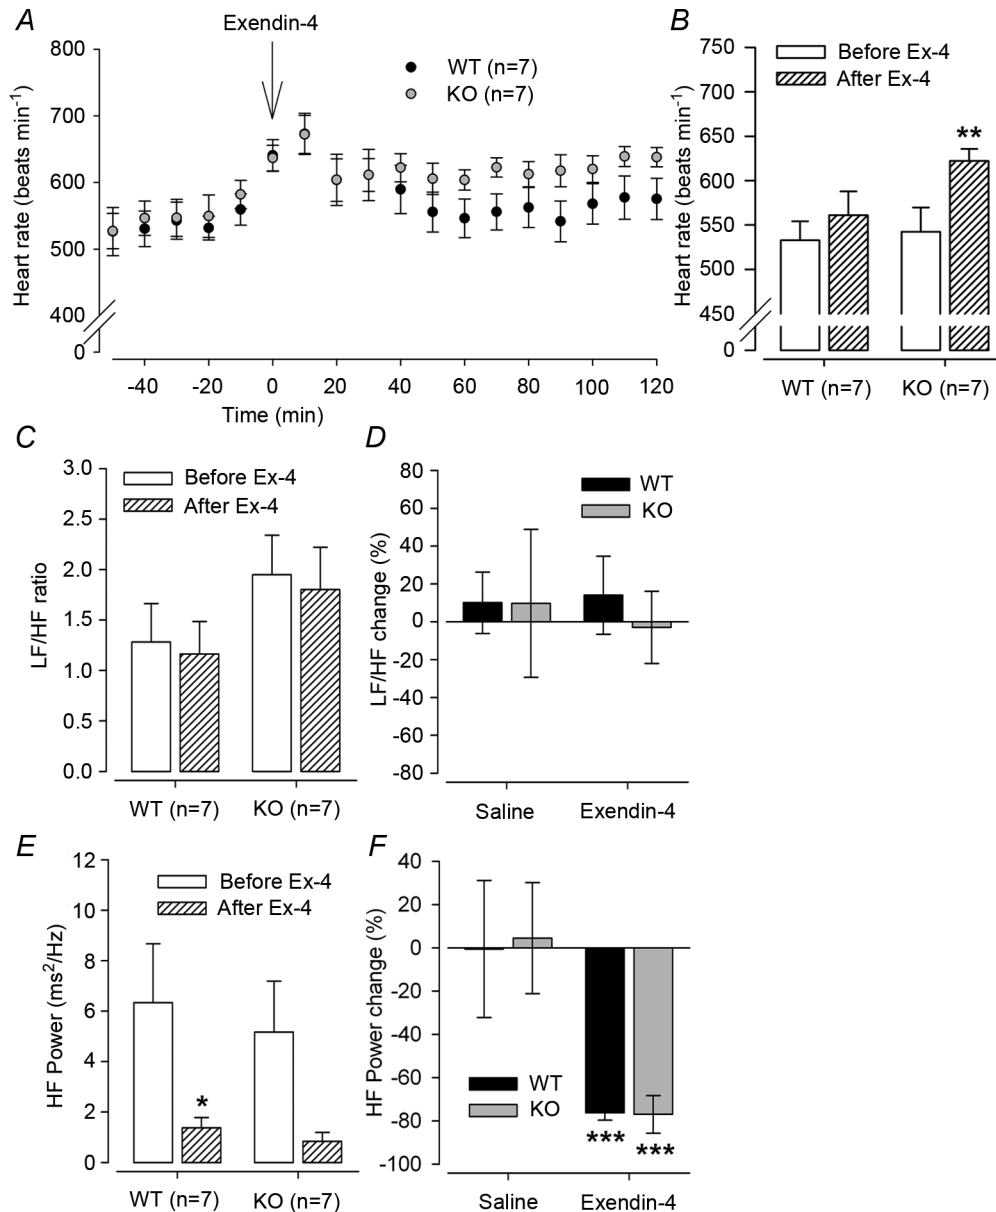 A
Exendin-4
WT (n=7)
KO (n=7)
Heart rate (beats min⁻¹)
800
700
600
500
400
0
-40
-20
0
20
40
60
80
100
120
Time (min)
B
Before Ex-4
After Ex-4
Heart rate (beats min⁻¹)
750
700
650
600
550
500
450
0
**
WT (n=7)
KO (n=7)
C
Before Ex-4
After Ex-4
LF/HF ratio
3.0
2.5
2.0
1.5
1.0
0.5
0.0
WT (n=7)
KO (n=7)
D
WT
KO
LF/HF change (%)
80
60
40
20
0
-20
-40
-60
-80
Saline
Exendin-4
E
Before Ex-4
After Ex-4
HF Power (ms²/Hz)
12
10
8
6
4
2
0
*
WT (n=7)
KO (n=7)
F
HF Power change (%)
40
20
0
-20
-40
-60
-80
-100
WT
KO
***
***
Saline
Exendin-4